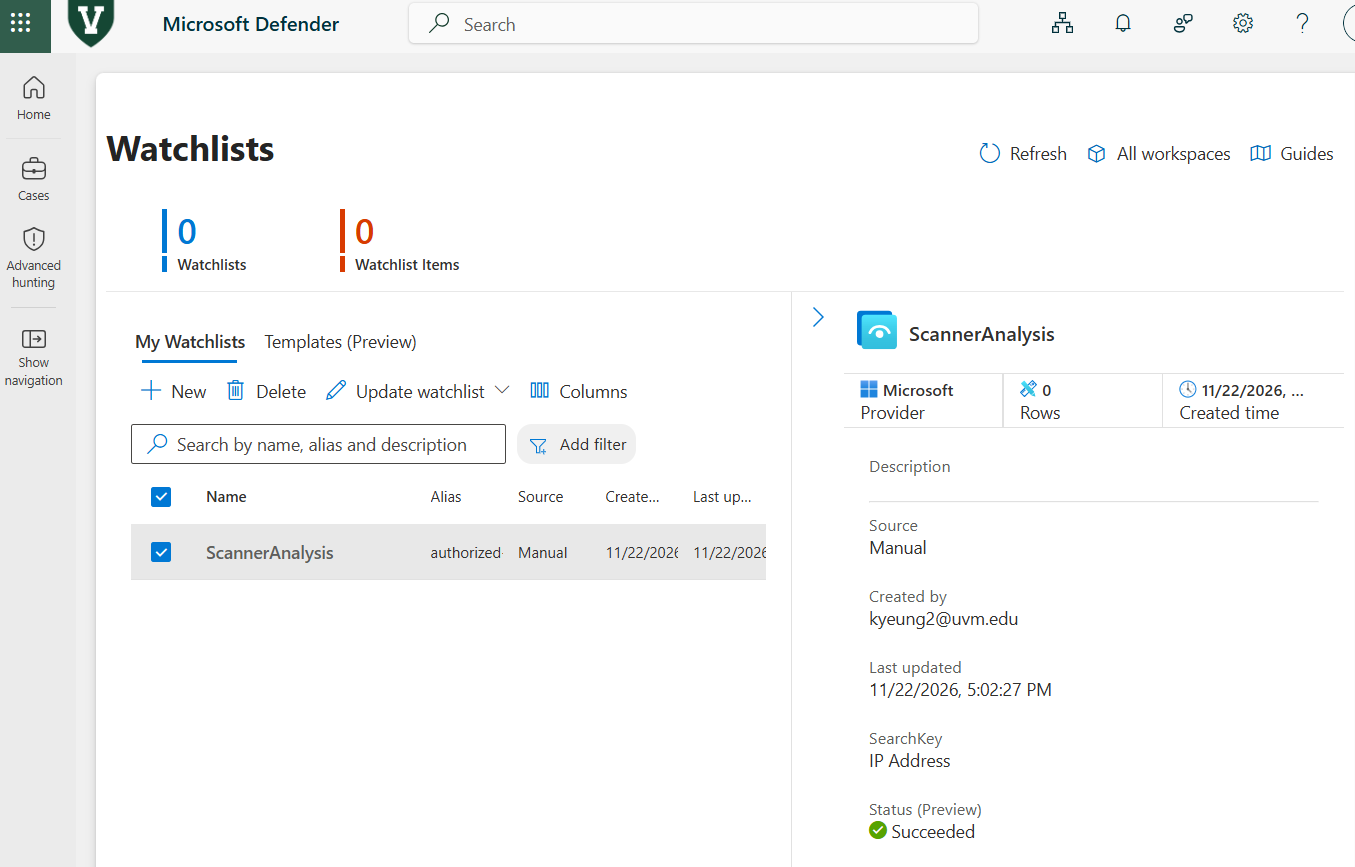 V
Microsoft Defender
Search
Home
Cases
Advanced
hunting
Show
navigation
Watchlists
Refresh
All workspaces
Guides
0
Watchlists
0
Watchlist Items
My Watchlists
Templates (Preview)
New
Delete
Update watchlist
Columns
Search by name, alias and description
Add filter
Name Alias Source Create... Last up...
ScannerAnalysis authorized- Manual 11/22/2026 11/22/2026
ScannerAnalysis
Microsoft
Provider
0
Rows
11/22/2026, ...
Created time
Description
Source
Manual
Created by
kyeung2@uvm.edu
Last updated
11/22/2026, 5:02:27 PM
SearchKey
IP Address
Status (Preview)
Succeeded